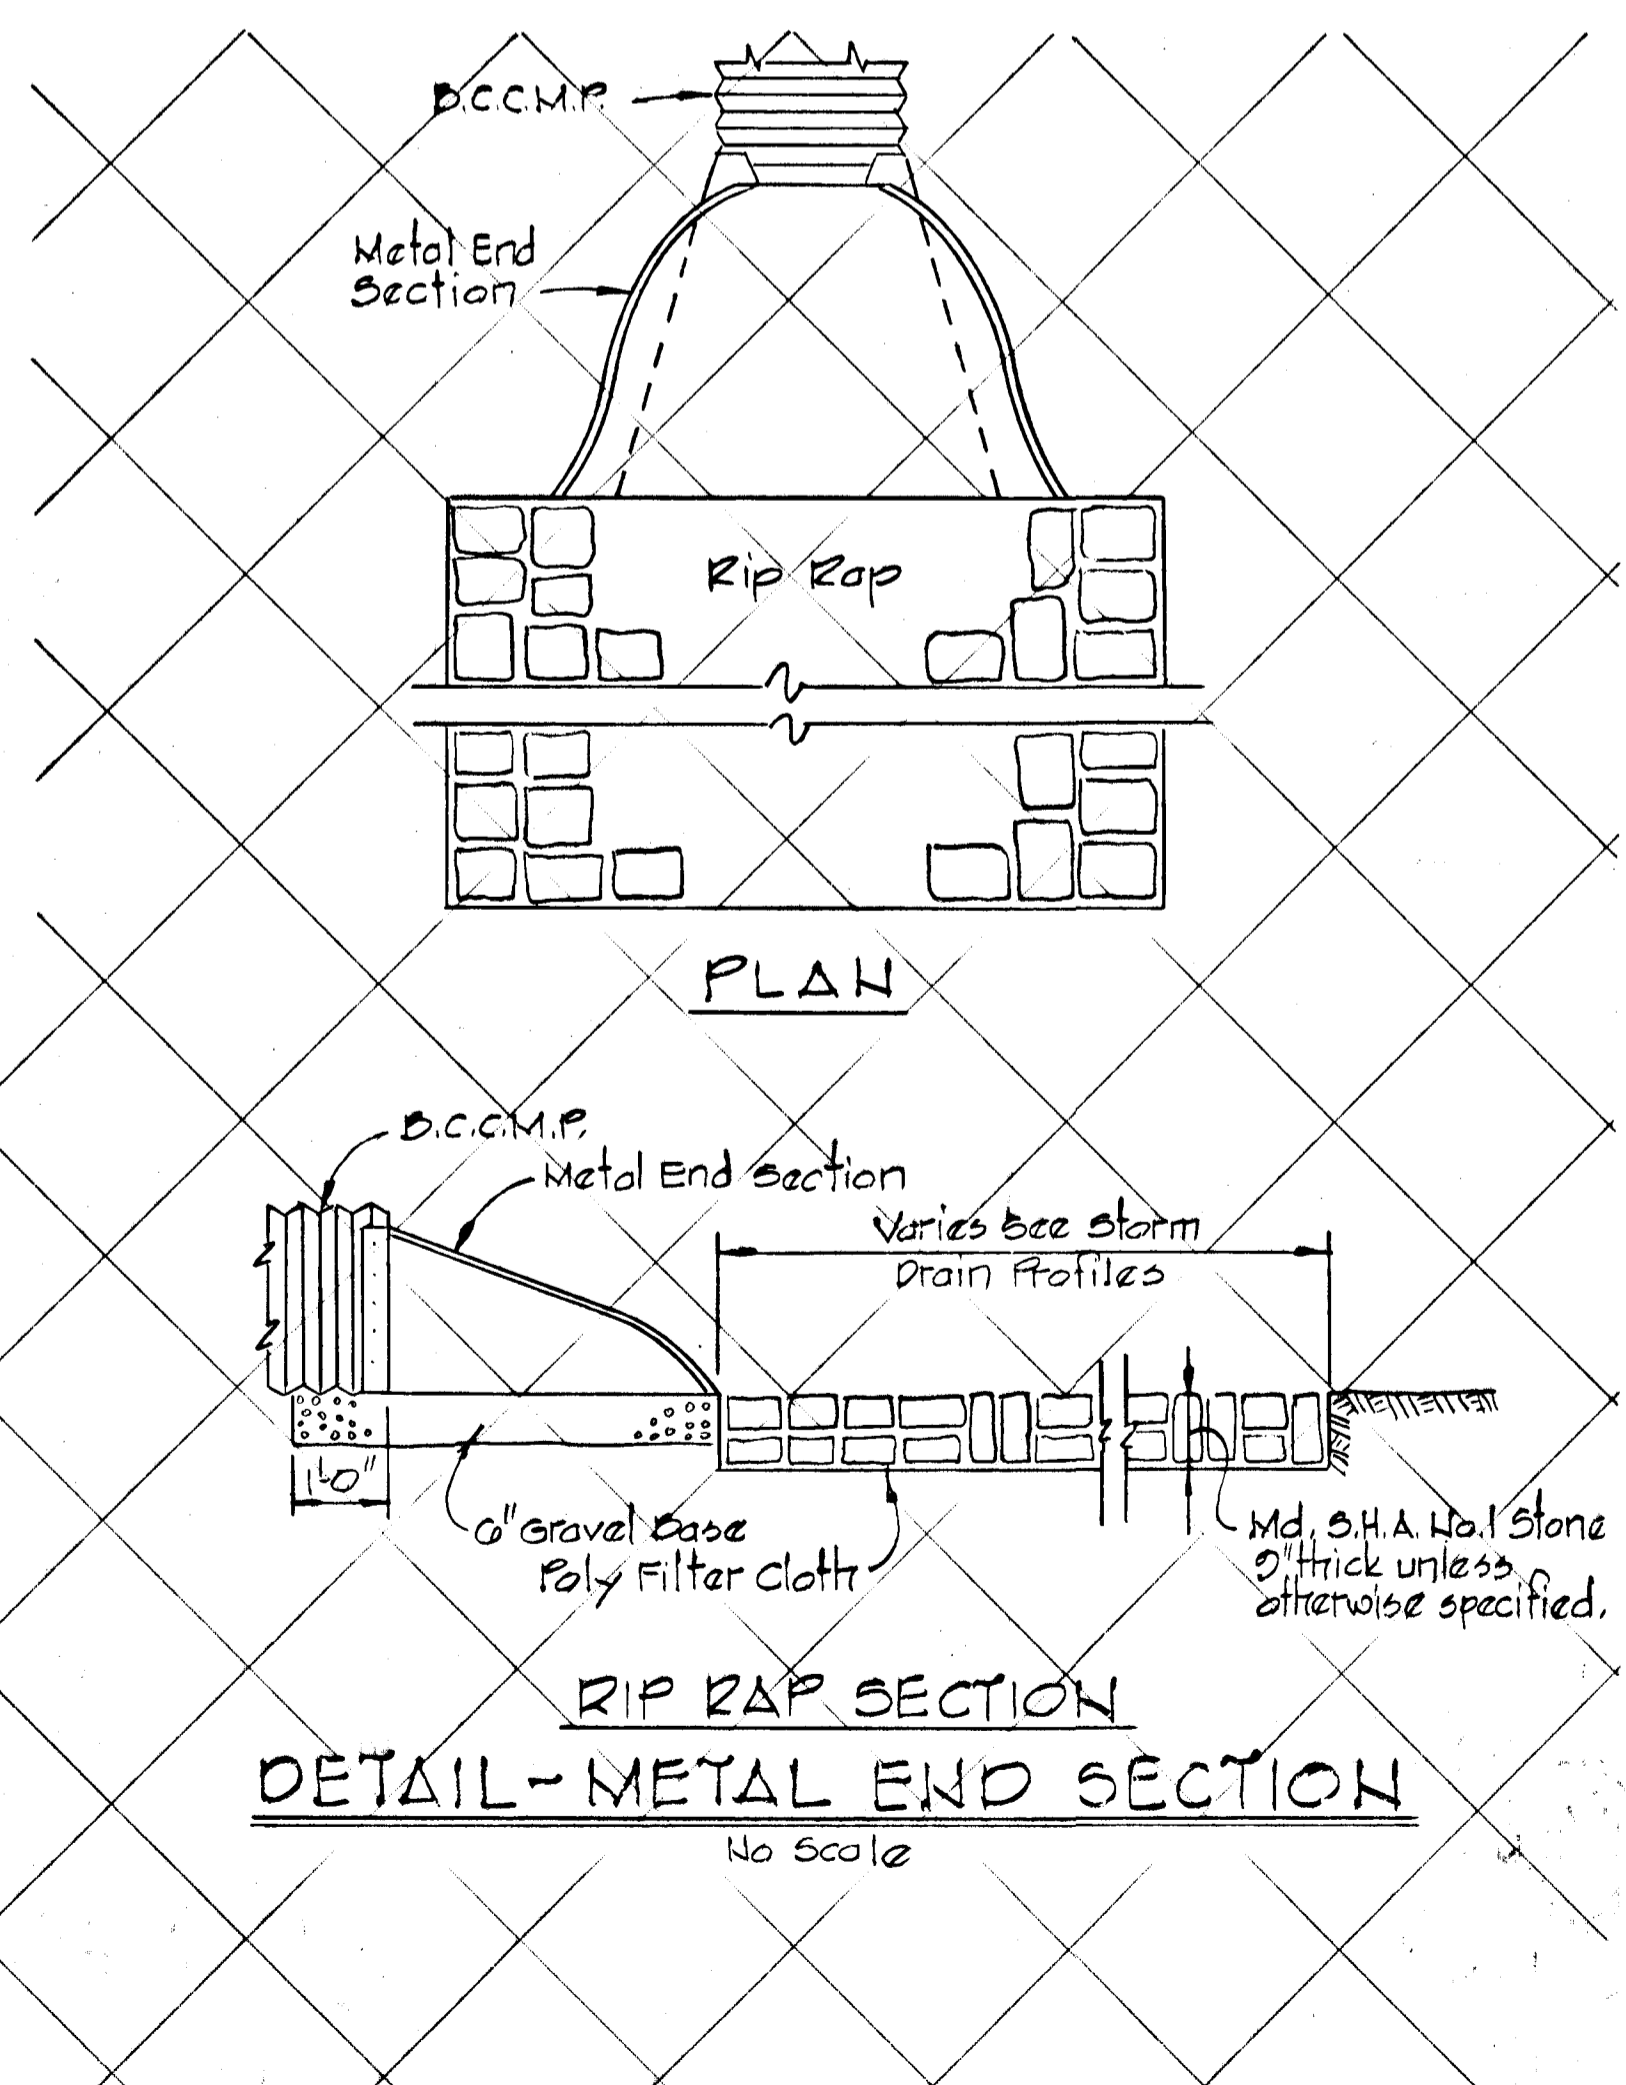 B.C.C.M.P.
Metal End
Section
Rip Rap
PLAN
B.C.C.M.P.
Metal End Section
Varies See Storm
Drain Profiles
1'-0"
6" Gravel Base
Poly Filter Cloth
Md. S.H.A. No.1 Stone
9" thick unless
otherwise specified.
RIP RAP SECTION
DETAIL - METAL END SECTION
No Scale